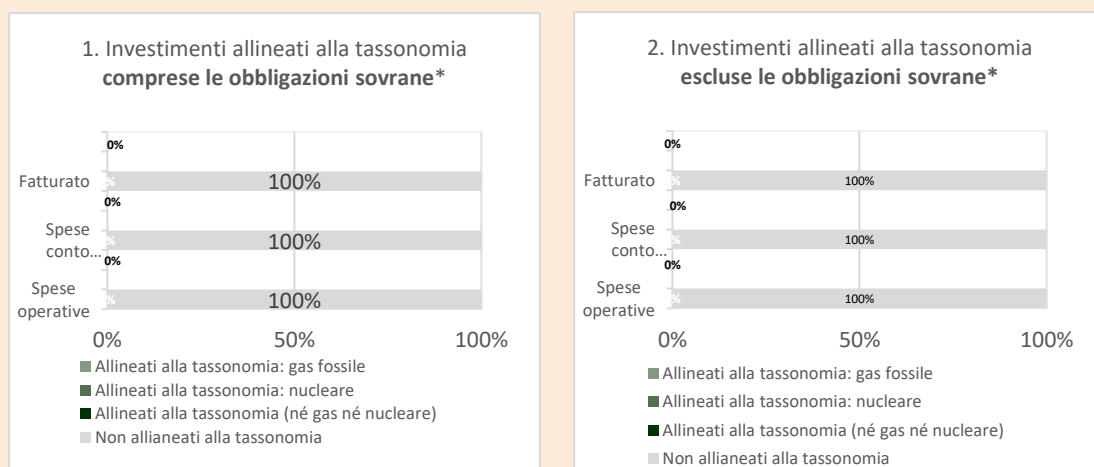 1. Investimenti allineati alla tassonomia
comprese le obbligazioni sovrane*
0%
Fatturato
%
100%
0%
Spese
conto...
%
100%
0%
Spese
operative
%
100%
0%
50%
100%
Allineati alla tassonomia: gas fossile
Allineati alla tassonomia: nucleare
Allineati alla tassonomia (né gas né nucleare)
Non allianeati alla tassonomia
2. Investimenti allineati alla tassonomia
escluse le obbligazioni sovrane*
0%
Fatturato
%
100%
0%
Spese
conto...
%
100%
0%
Spese
operative
%
100%
0%
50%
100%
Allineati alla tassonomia: gas fossile
Allineati alla tassonomia: nucleare
Allineati alla tassonomia (né gas né nucleare)
Non allianeati alla tassonomia